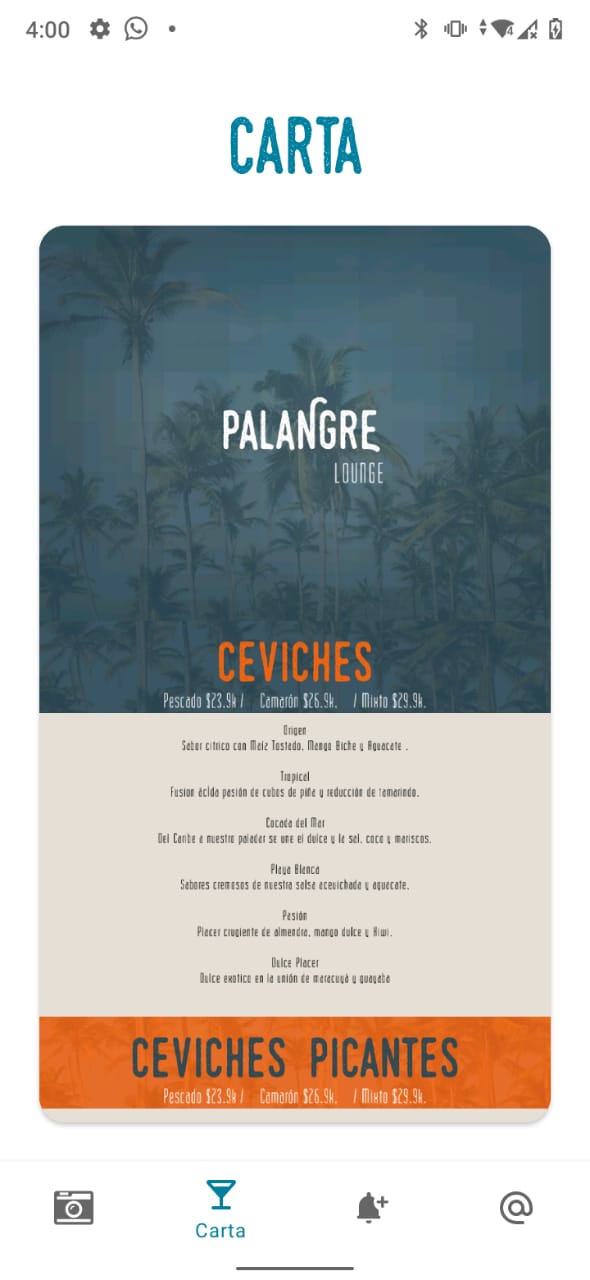 4:00
4
CARTA
PALANGRE
LOUNGE
CEVICHES
Pescado $23.9k / Camarón $26.9k. / Mixto $29.9k.
Origen
Sabor citrico con Maíz Tostado, Mango Biche y Aguacate .
Tropical
Fusion ácida pasión de cubos de piña y reducción de tamarindo.
Cocada del Mar
Del Caribe a nuestro paladar se une el dulce y la sal, coco y mariscos.
Playa Blanca
Sabores cremosos de nuestra salsa acevichada y aguacate.
Pasión
Placer crugiente de almendra, mango dulce y Kiwi.
Dulce Placer
Dulce exotico en la unión de maracuyá y guayaba
CEVICHES PICANTES
Pescado $23.9k / Camarón $26.9k. / Mixto $29.9k.
Carta